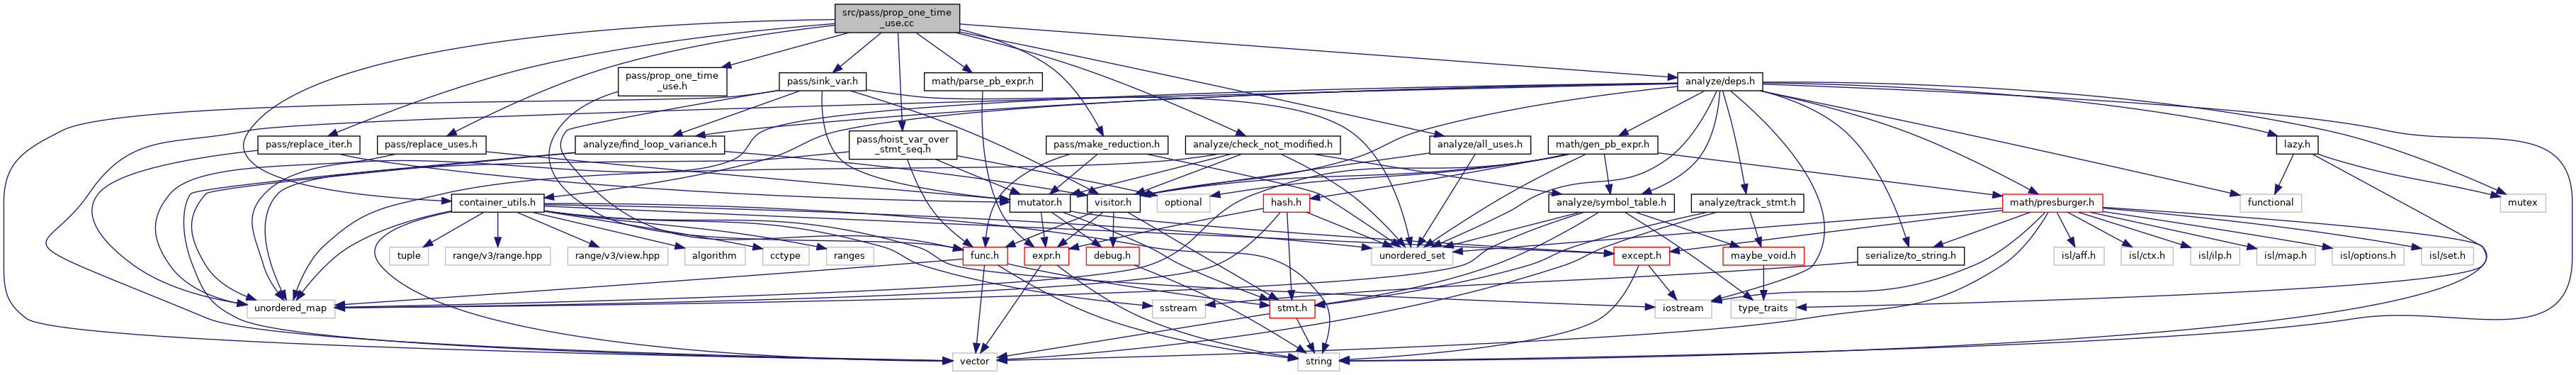 src/pass/prop_one_time
_use.cc
pass/prop_one_time
_use.h
pass/sink_var.h
math/parse_pb_expr.h
analyze/deps.h
pass/replace_iter.h
pass/replace_uses.h
analyze/find_loop_variance.h
pass/hoist_var_over
_stmt_seq.h
pass/make_reduction.h
analyze/check_not_modified.h
analyze/all_uses.h
math/gen_pb_expr.h
lazy.h
container_utils.h
mutator.h
visitor.h
optional
hash.h
analyze/symbol_table.h
analyze/track_stmt.h
math/presburger.h
functional
mutex
tuple
range/v3/range.hpp
range/v3/view.hpp
algorithm
cctype
ranges
func.h
expr.h
debug.h
unordered_set
except.h
maybe_void.h
serialize/to_string.h
isl/aff.h
isl/ctx.h
isl/ilp.h
isl/map.h
isl/options.h
isl/set.h
unordered_map
sstream
stmt.h
iostream
type_traits
vector
string